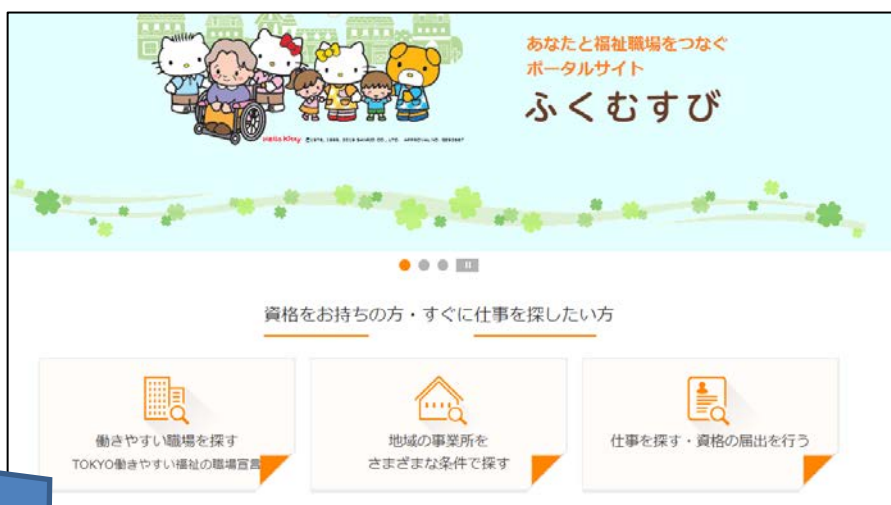 あなたと福祉職場をつなぐ
ポータルサイト
ふくむすび
Hello Kitty
資格をお持ちの方・すぐに仕事を探したい方
働きやすい職場を探す
TOKYO働きやすい福祉の職場宣言
地域の事業所を
さまざまな条件で探す
仕事を探す・資格の届出を行う